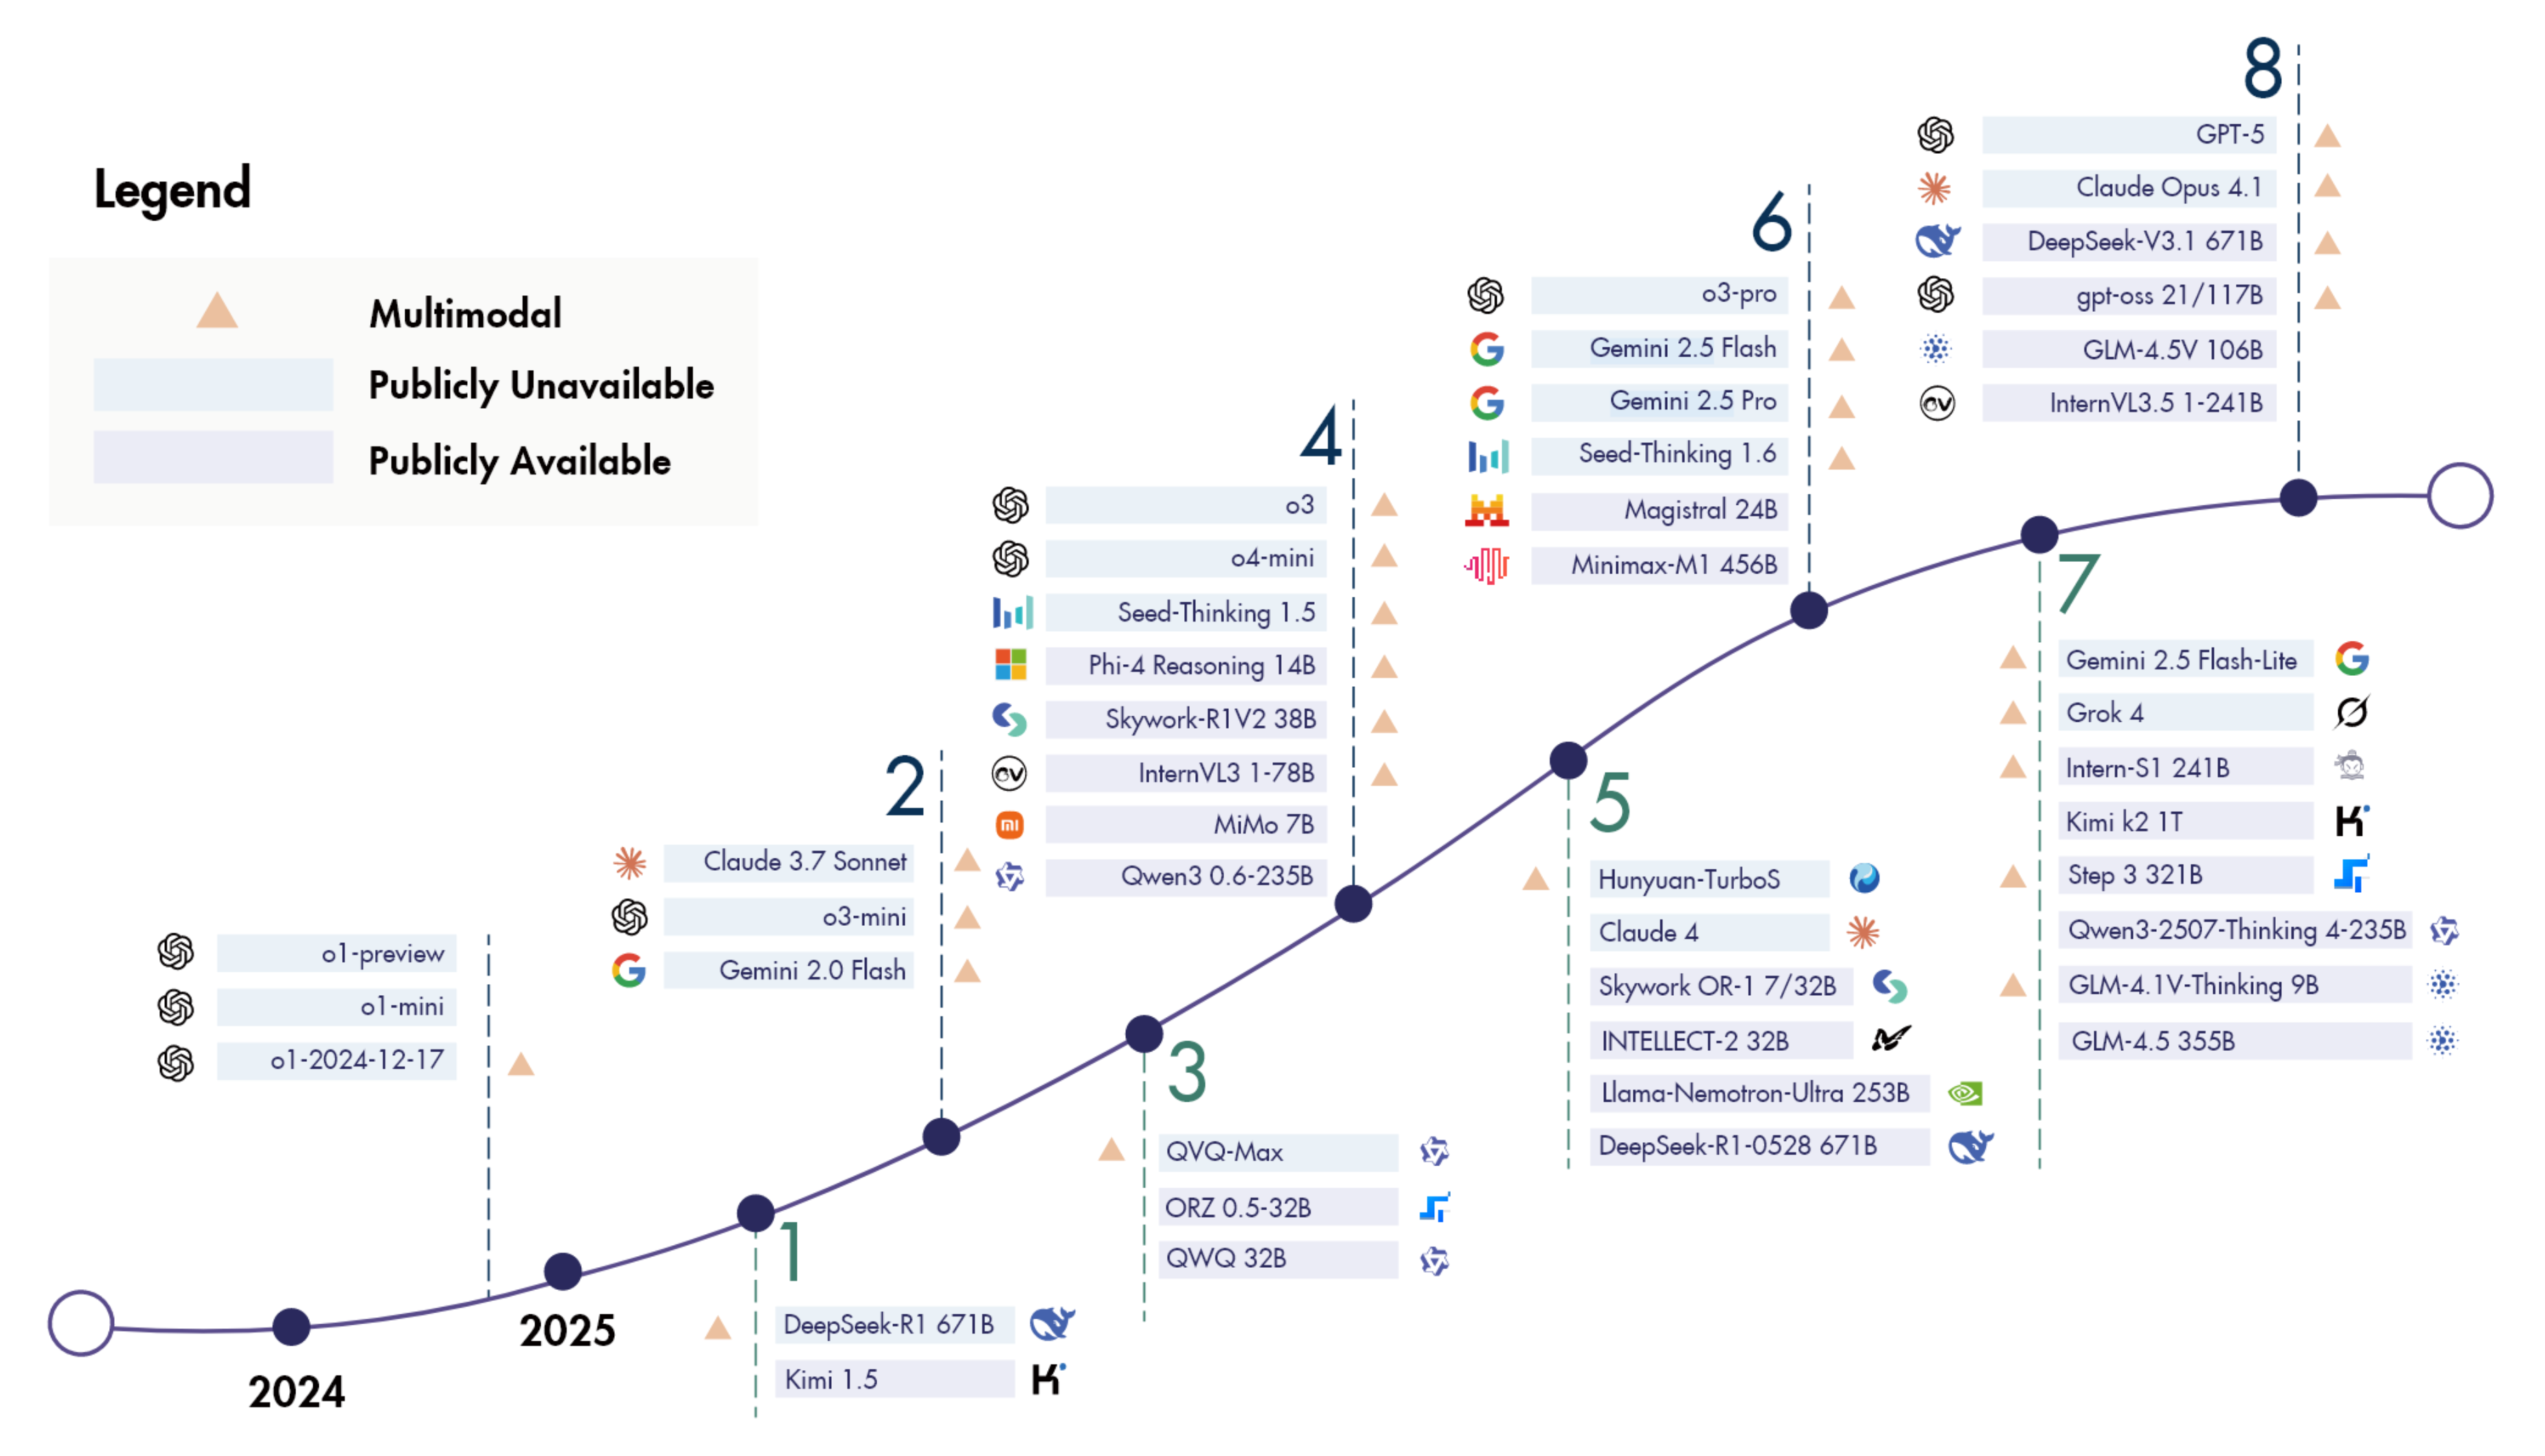 Legend
Multimodal
Publicly Unavailable
Publicly Available
2024
o1-preview
o1-mini
o1-2024-12-17
2025
1
DeepSeek-R1 671B
Kimi 1.5
2
Claude 3.7 Sonnet
o3-mini
Gemini 2.0 Flash
3
QVQ-Max
ORZ 0.5-32B
QWQ 32B
4
o3
o4-mini
Seed-Thinking 1.5
Phi-4 Reasoning 14B
Skywork-R1V2 38B
InternVL3 1-78B
MiMo 7B
Qwen3 0.6-235B
5
Hunyuan-TurboS
Claude 4
Skywork OR-1 7/32B
INTELLECT-2 32B
Llama-Nemotron-Ultra 253B
DeepSeek-R1-0528 671B
6
o3-pro
Gemini 2.5 Flash
Gemini 2.5 Pro
Seed-Thinking 1.6
Magistral 24B
Minimax-M1 456B
7
Gemini 2.5 Flash-Lite
Grok 4
Intern-S1 241B
Kimi k2 1T
Step 3 321B
Qwen3-2507-Thinking 4-235B
GLM-4.1V-Thinking 9B
GLM-4.5 355B
8
GPT-5
Claude Opus 4.1
DeepSeek-V3.1 671B
gpt-oss 21/117B
GLM-4.5V 106B
InternVL3.5 1-241B